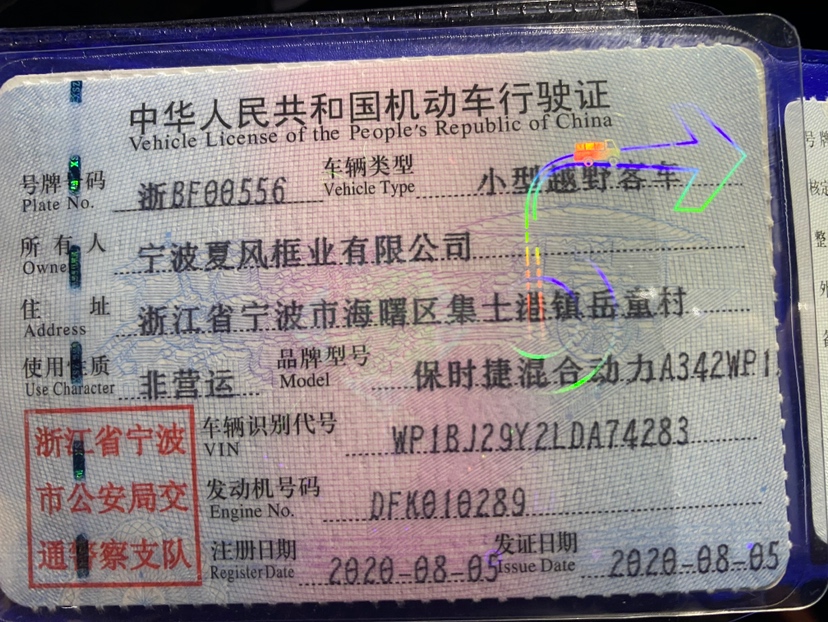 中华人民共和国机动车行驶证
Vehicle License of the People's Republic of China
号牌号码 浙BF00556 车辆类型 小型越野客车
Plate No. Vehicle Type
所有人 宁波夏风框业有限公司
Owner
住址 浙江省宁波市海曙区集士港镇岳童村
Address
使用性质 非营运 品牌型号 保时捷混合动力A342WP1
Use Character Model
浙江省宁波
市公安局交
通警察支队
车辆识别代号 WP1BJ29Y2LDA74283
VIN
发动机号码 DFK010289
Engine No.
注册日期 2020-08-05 发证日期 2020-08-05
Register Date Issue Date
号牌
核定
整
外